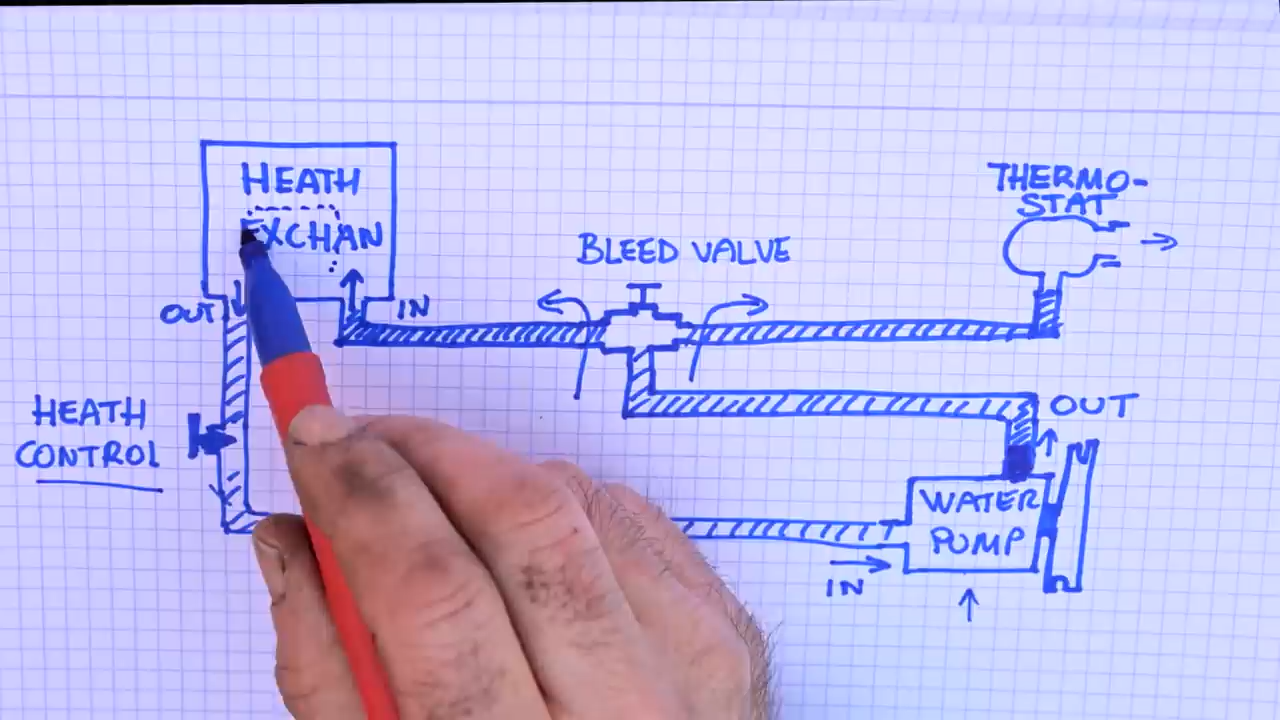 HEATH
EXCHAN
OUT
IN
BLEED VALVE
THERMO-
STAT
HEATH
CONTROL
OUT
WATER
PUMP
IN